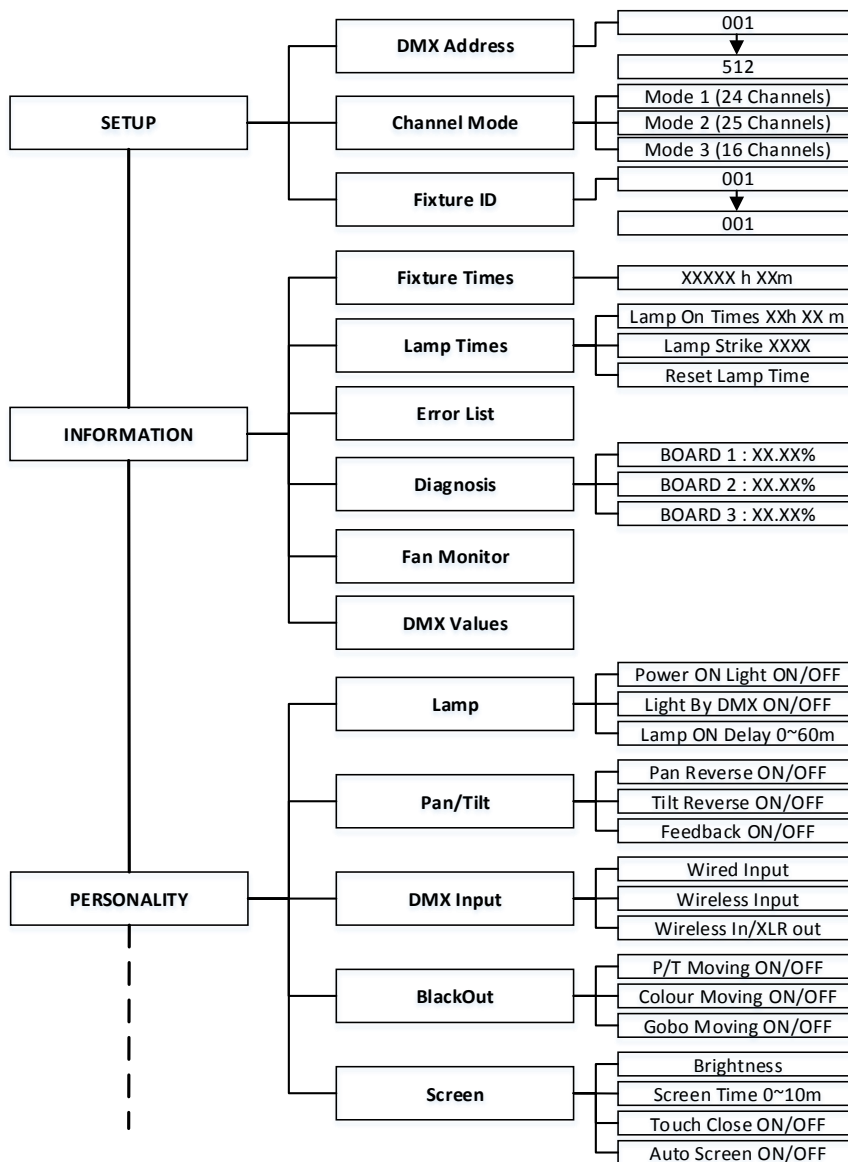 SETUP
DMX Address
001
512
Channel Mode
Mode 1 (24 Channels)
Mode 2 (25 Channels)
Mode 3 (16 Channels)
Fixture ID
001
001
INFORMATION
Fixture Times
XXXXX h XXm
Lamp Times
Lamp On Times XXh XX m
Lamp Strike XXXX
Reset Lamp Time
Error List
Diagnosis
BOARD 1 : XX.XX%
BOARD 2 : XX.XX%
BOARD 3 : XX.XX%
Fan Monitor
DMX Values
PERSONALITY
Lamp
Power ON Light ON/OFF
Light By DMX ON/OFF
Lamp ON Delay 0~60m
Pan/Tilt
Pan Reverse ON/OFF
Tilt Reverse ON/OFF
Feedback ON/OFF
DMX Input
Wired Input
Wireless Input
Wireless In/XLR out
BlackOut
P/T Moving ON/OFF
Colour Moving ON/OFF
Gobo Moving ON/OFF
Screen
Brightness
Screen Time 0~10m
Touch Close ON/OFF
Auto Screen ON/OFF